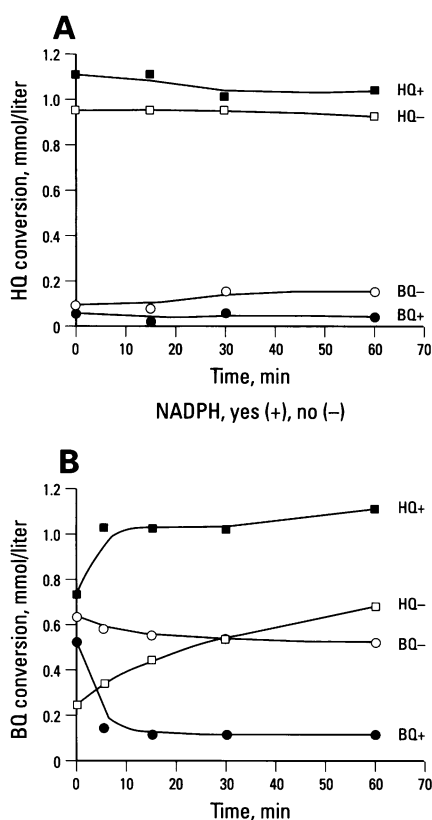 A
HQ conversion, mmol/liter
1.2
1.0
0.8
0.6
0.4
0.2
0
HQ+
HQ−
BQ−
BQ+
0 10 20 30 40 50 60 70
Time, min
NADPH, yes (+), no (−)
B
BQ conversion, mmol/liter
1.2
1.0
0.8
0.6
0.4
0.2
0
HQ+
HQ−
BQ−
BQ+
0 10 20 30 40 50 60 70
Time, min